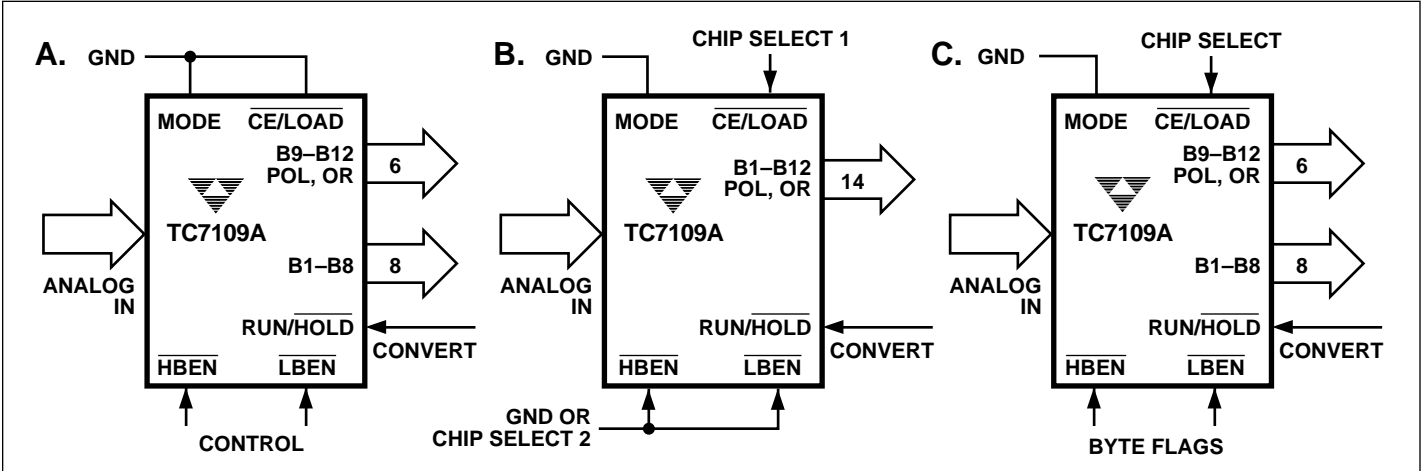 A.
GND
MODE CE/LOAD
B9–B12
POL, OR
6
TC7109A
ANALOG
IN
B1–B8
8
RUN/HOLD
CONVERT
HBEN LBEN
CONTROL
B.
GND
CHIP SELECT 1
MODE CE/LOAD
B1–B12
POL, OR
14
TC7109A
ANALOG
IN
RUN/HOLD
CONVERT
HBEN LBEN
GND OR
CHIP SELECT 2
C.
GND
CHIP SELECT
MODE CE/LOAD
B9–B12
POL, OR
6
TC7109A
ANALOG
IN
B1–B8
8
RUN/HOLD
CONVERT
HBEN LBEN
BYTE FLAGS